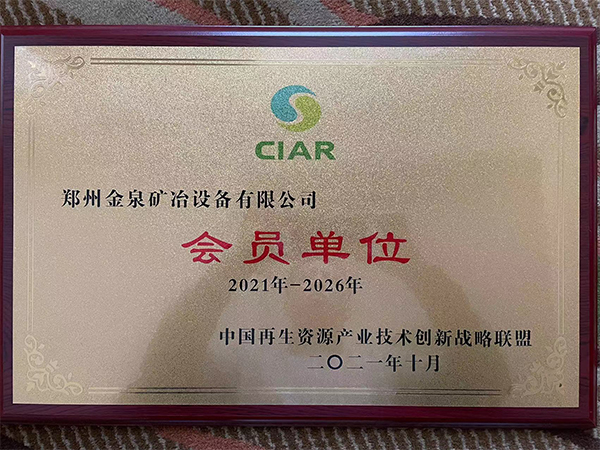 CIAR
郑州金泉矿冶设备有限公司
会员单位
2021年-2026年
中国再生资源产业技术创新战略联盟
二〇二一年十月